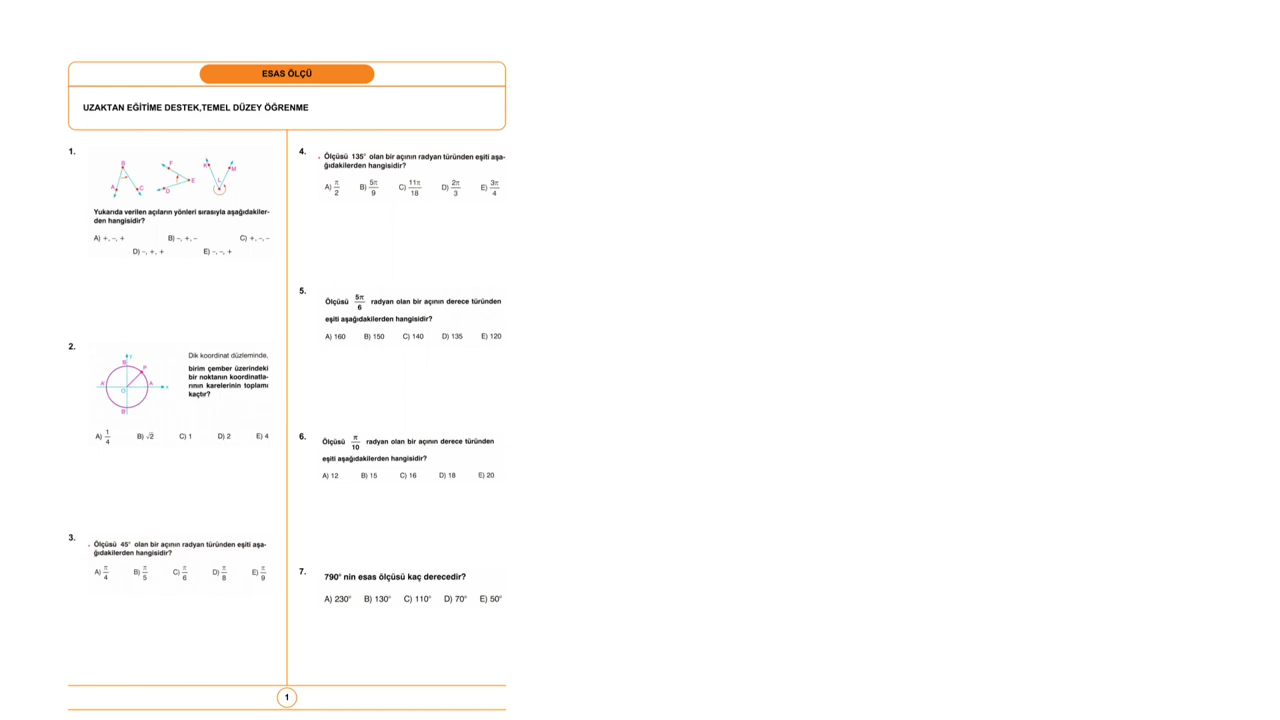 ESAS ÖLÇÜ
UZAKTAN EĞİTİME DESTEK,TEMEL DÜZEY ÖĞRENME
1.
B
A
C
F
E
D
K
M
L
Yukarıda verilen açıların yönleri sırasıyla aşağıdakiler-
den hangisidir?
A) +, –, +
B) –, +, –
C) +, –, –
D) –, +, +
E) –, –, +
2.
y
B
P
A'
A
x
O
B'
Dik koordinat düzleminde,
birim çember üzerindeki
bir noktanın koordinatla-
rının karelerinin toplamı
kaçtır?
A) 1/4
B) √2
C) 1
D) 2
E) 4
3.
Ölçüsü 45° olan bir açının radyan türünden eşiti aşa-
ğıdakilerden hangisidir?
A) π/4
B) π/5
C) π/6
D) π/8
E) π/9
4.
Ölçüsü 135° olan bir açının radyan türünden eşiti aşa-
ğıdakilerden hangisidir?
A) π/2
B) 5π/9
C) 11π/18
D) 2π/3
E) 3π/4
5.
Ölçüsü 5π/6 radyan olan bir açının derece türünden
eşiti aşağıdakilerden hangisidir?
A) 160
B) 150
C) 140
D) 135
E) 120
6.
Ölçüsü π/10 radyan olan bir açının derece türünden
eşiti aşağıdakilerden hangisidir?
A) 12
B) 15
C) 16
D) 18
E) 20
7.
790° nin esas ölçüsü kaç derecedir?
A) 230°
B) 130°
C) 110°
D) 70°
E) 50°
1